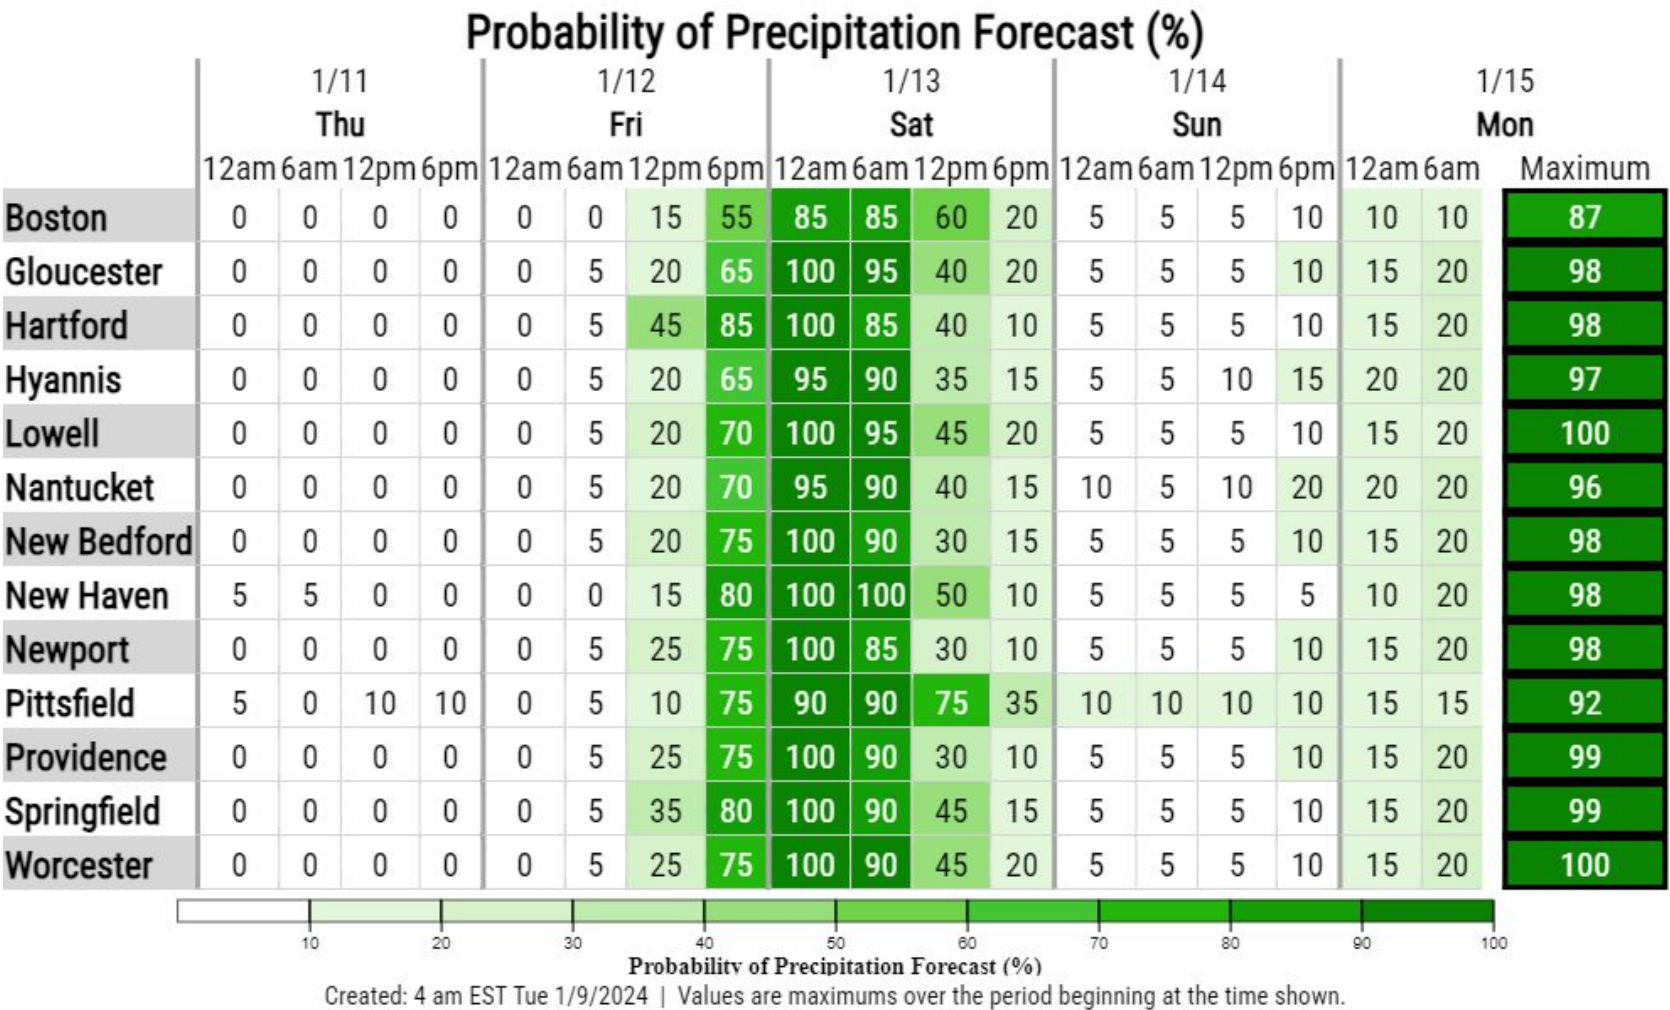 Probability of Precipitation Forecast (%)
1/11 1/12 1/13 1/14 1/15
Thu Fri Sat Sun Mon
12am 6am 12pm 6pm 12am 6am 12pm 6pm 12am 6am 12pm 6pm 12am 6am 12pm 6pm 12am 6am Maximum
Boston 0 0 0 0 0 0 15 55 85 85 60 20 5 5 5 10 10 10 87
Gloucester 0 0 0 0 0 5 20 65 100 95 40 20 5 5 5 10 15 20 98
Hartford 0 0 0 0 0 5 45 85 100 85 40 10 5 5 5 10 15 20 98
Hyannis 0 0 0 0 0 5 20 65 95 90 35 15 5 5 10 15 20 20 97
Lowell 0 0 0 0 0 5 20 70 100 95 45 20 5 5 5 10 15 20 100
Nantucket 0 0 0 0 0 5 20 70 95 90 40 15 10 5 10 20 20 20 96
New Bedford 0 0 0 0 0 5 20 75 100 90 30 15 5 5 5 10 15 20 98
New Haven 5 5 0 0 0 0 15 80 100 100 50 10 5 5 5 5 10 20 98
Newport 0 0 0 0 0 5 25 75 100 85 30 10 5 5 5 10 15 20 98
Pittsfield 5 0 10 10 0 5 10 75 90 90 75 35 10 10 10 10 15 15 92
Providence 0 0 0 0 0 5 25 75 100 90 30 10 5 5 5 10 15 20 99
Springfield 0 0 0 0 0 5 35 80 100 90 45 15 5 5 5 10 15 20 99
Worcester 0 0 0 0 0 5 25 75 100 90 45 20 5 5 5 10 15 20 100
10 20 30 40 50 60 70 80 90 100
Probability of Precipitation Forecast (%)
Created: 4 am EST Tue 1/9/2024 | Values are maximums over the period beginning at the time shown.